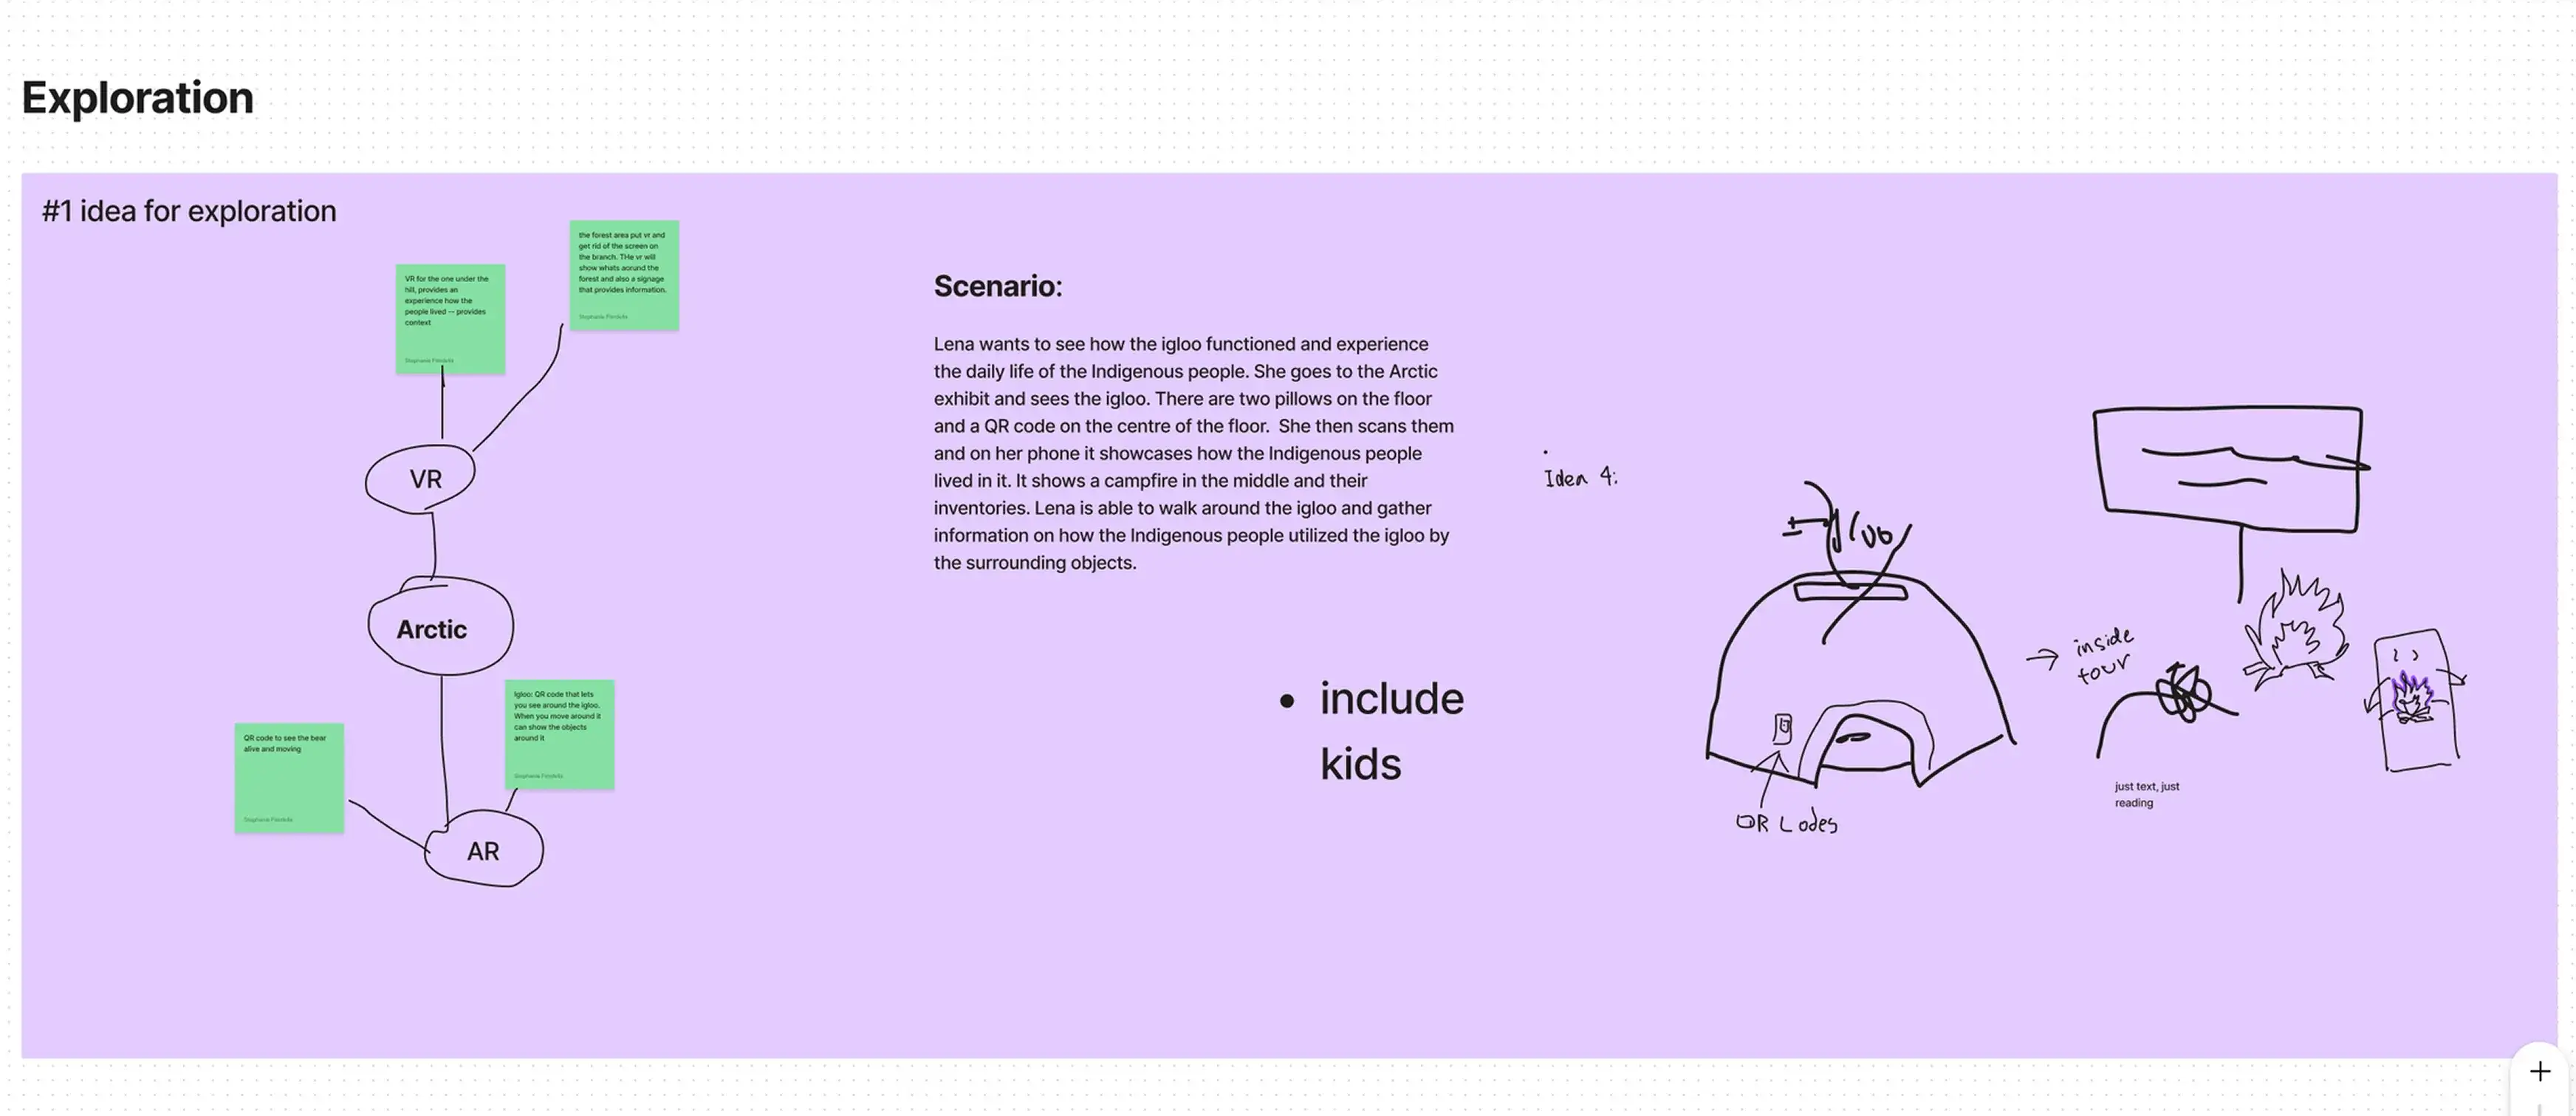 Exploration
#1 idea for exploration
the forest area put vr and
get rid of the screen on
the branch. THe vr will
show whats aorund the
forest and also a signage
that provides information.
VR for the one under the
hill, provides an
experience how the
people lived -- provides
context
VR
Arctic
Igloo: QR code that lets
you see around the igloo.
When you move around it
can show the objects
around it
QR code to see the bear
alive and moving
AR
Scenario:
Lena wants to see how the igloo functioned and experience
the daily life of the Indigenous people. She goes to the Arctic
exhibit and sees the igloo. There are two pillows on the floor
and a QR code on the centre of the floor.  She then scans them
and on her phone it showcases how the Indigenous people
lived in it. It shows a campfire in the middle and their
inventories. Lena is able to walk around the igloo and gather
information on how the Indigenous people utilized the igloo by
the surrounding objects.
• include
kids
Idea 4:
Igloo
QR Codes
→ inside
tour
just text, just
reading